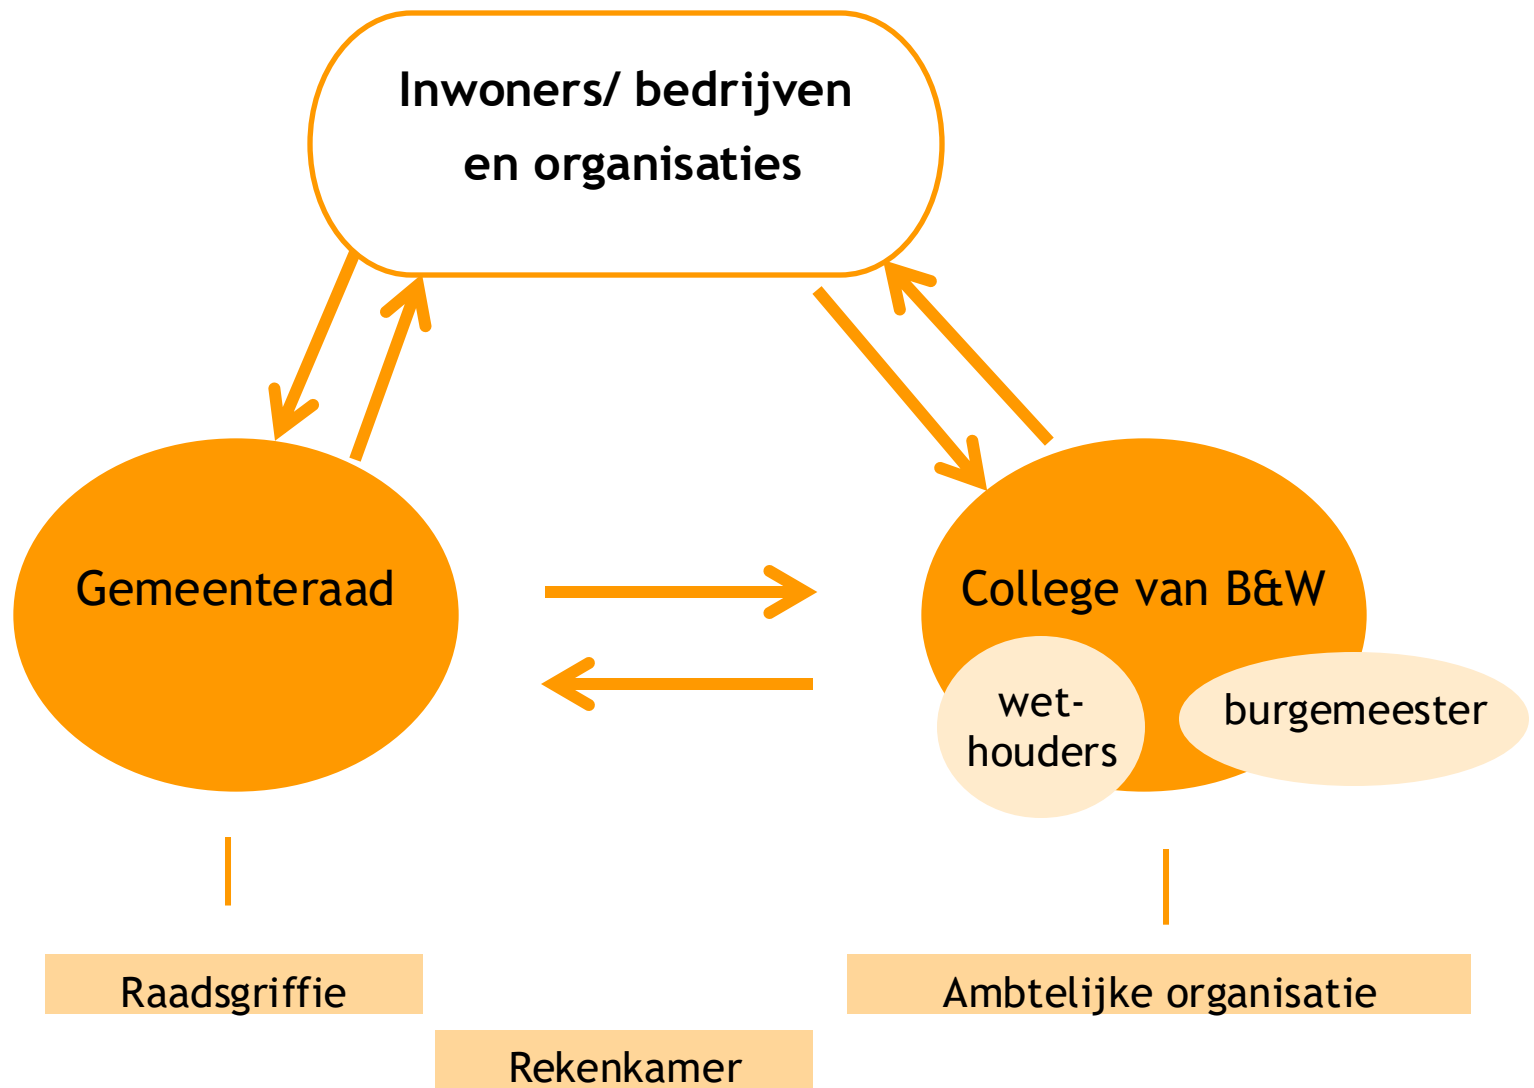 Inwoners/ bedrijven
en organisaties
Gemeenteraad
College van B&W
wet-
houders
burgemeester
Raadsgriffie
Ambtelijke organisatie
Rekenkamer